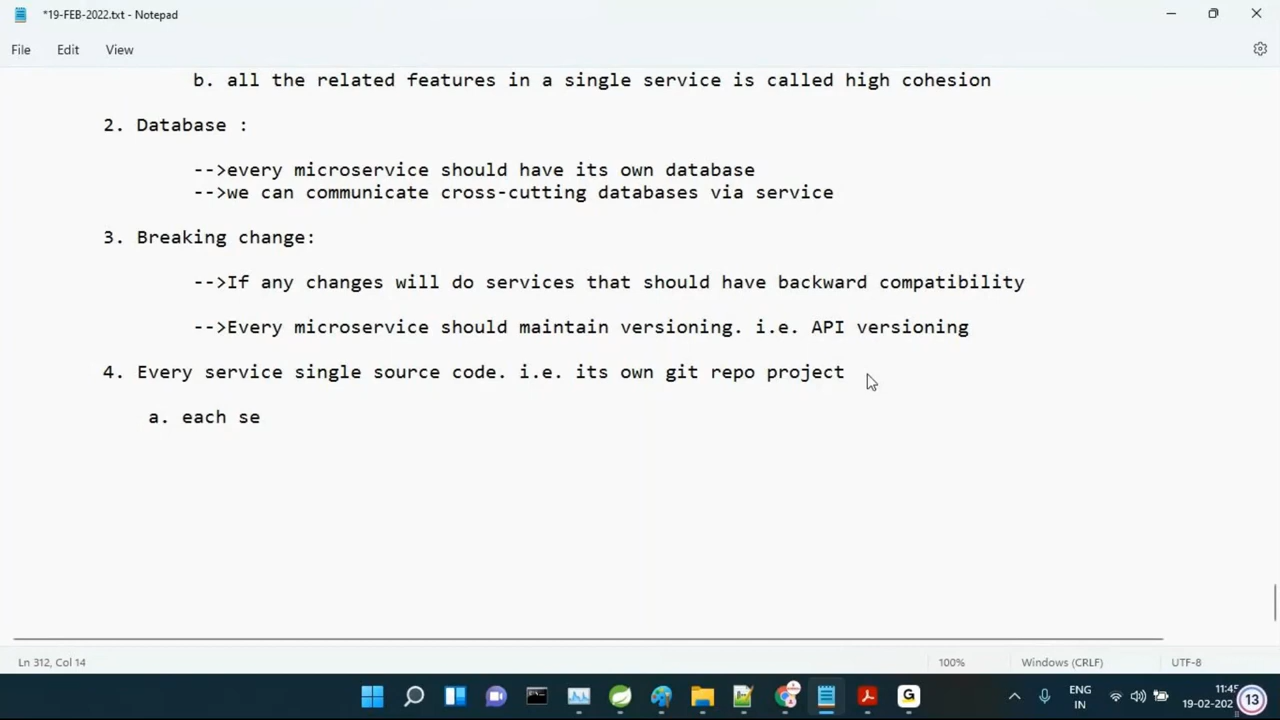 *19-FEB-2022.txt - Notepad
File Edit View
b. all the related features in a single service is called high cohesion
2. Database :
-->every microservice should have its own database
-->we can communicate cross-cutting databases via service
3. Breaking change:
-->If any changes will do services that should have backward compatibility
-->Every microservice should maintain versioning. i.e. API versioning
4. Every service single source code. i.e. its own git repo project
a. each se
Ln 312, Col 14 100% Windows (CRLF) UTF-8
ENG
IN
19-02-202
13
G